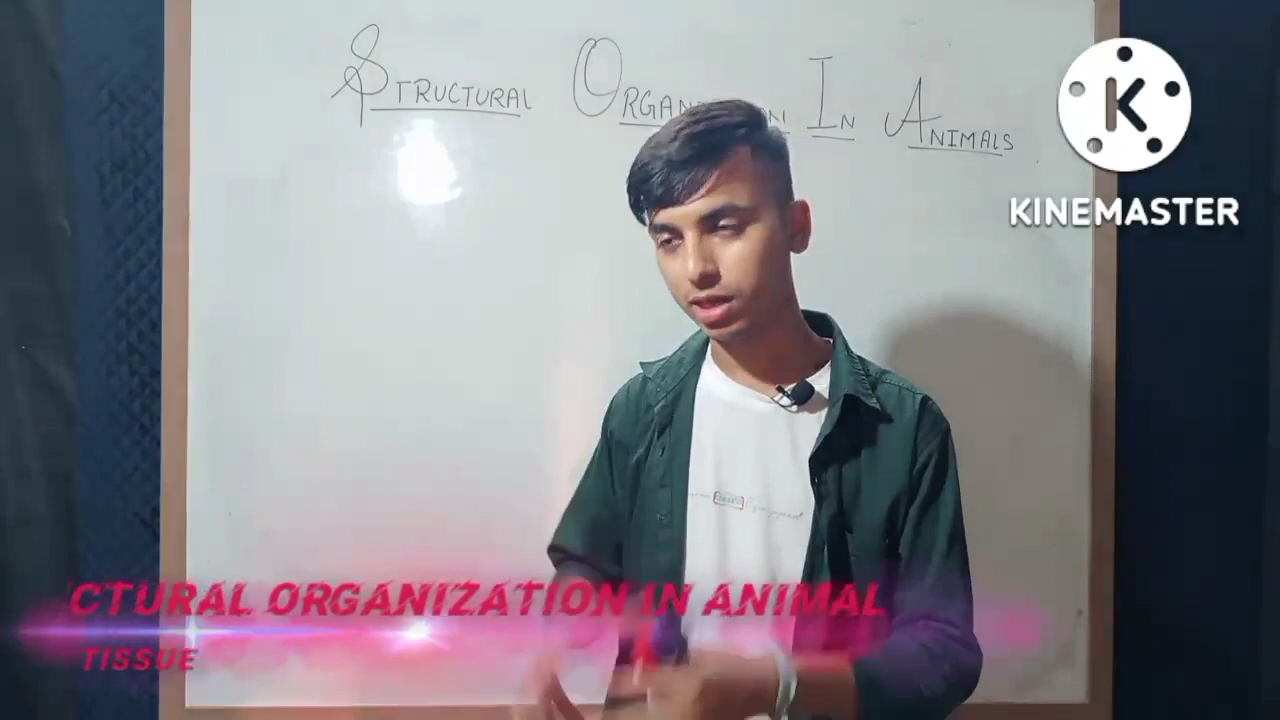 STRUCTURAL IN ANIMALS
K
KINEMASTER
CTURAL ORGANIZATION IN ANIMAL
TISSUE